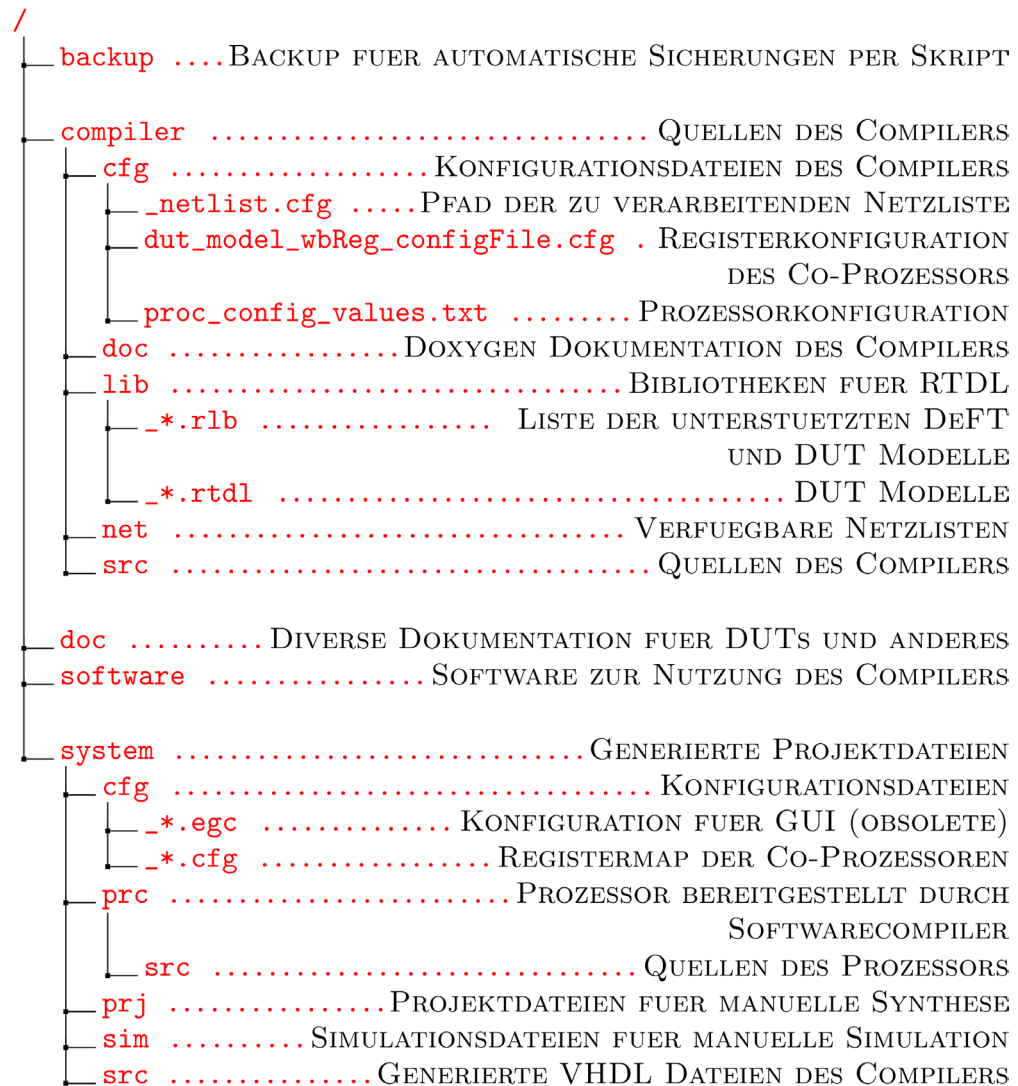 /
backup ....Backup fuer automatische Sicherungen per Skript
compiler ................................Quellen des Compilers
cfg ...................Konfigurationsdateien des Compilers
_netlist.cfg .....Pfad der zu verarbeitenden Netzliste
dut_model_wbReg_configFile.cfg . Registerkonfiguration
des Co-Prozessors
proc_config_values.txt .........Prozessorkonfiguration
doc .................Doxygen Dokumentation des Compilers
lib .................................Bibliotheken fuer RTDL
_*.rlb ................. Liste der unterstuetzten DeFT
und DUT Modelle
_*.rtdl .....................................DUT Modelle
net .................................Verfuegbare Netzlisten
src ...................................Quellen des Compilers
doc ..........Diverse Dokumentation fuer DUTs und anderes
software ................Software zur Nutzung des Compilers
system ..............................Generierte Projektdateien
cfg ...................................Konfigurationsdateien
_*.egc ..............Konfiguration fuer GUI (obsolete)
_*.cfg .................Registermap der Co-Prozessoren
prc .........................Prozessor bereitgestellt durch
Softwarecompiler
src ...............................Quellen des Prozessors
prj ................Projektdateien fuer manuelle Synthese
sim ..........Simulationsdateien fuer manuelle Simulation
src ...............Generierte VHDL Dateien des Compilers